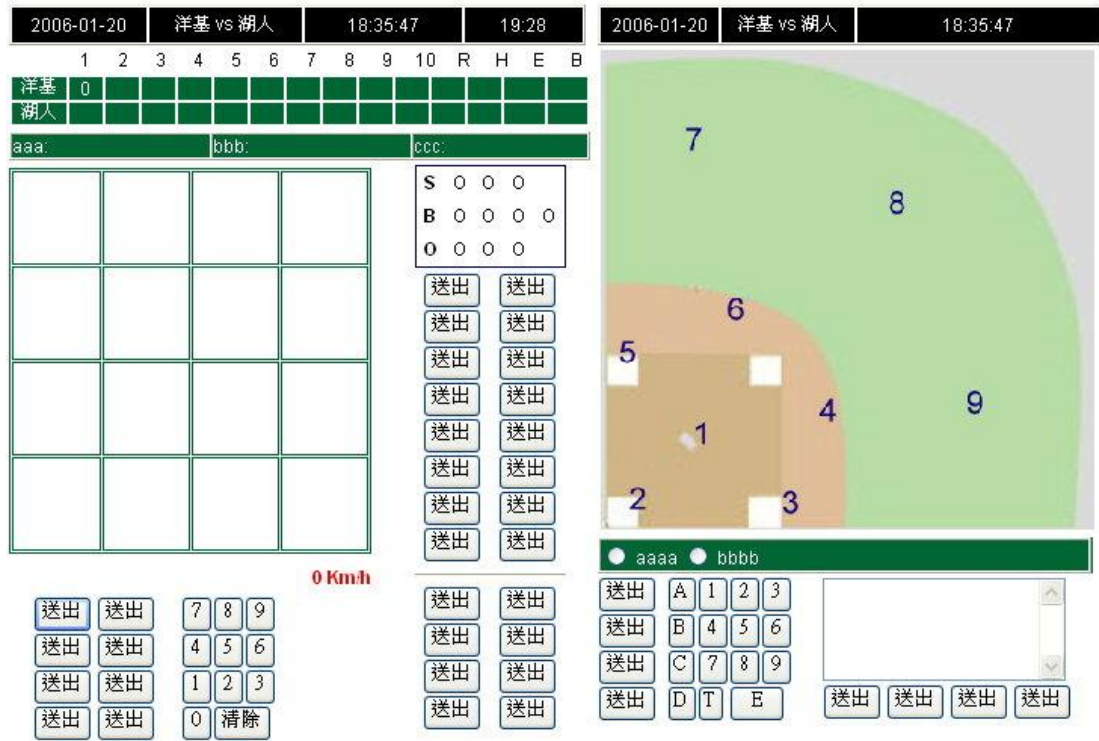 2006-01-20 洋基 vs 湖人 18:35:47 19:28
1 2 3 4 5 6 7 8 9 10 R H E B
洋基 0
湖人
aaa: bbb: ccc:
S O O O
B O O O O
O O O O
送出 送出
送出 送出
送出 送出
送出 送出
送出 送出
送出 送出
送出 送出
送出 送出
0 Km/h
送出 送出 7 8 9
送出 送出 4 5 6
送出 送出 1 2 3
送出 送出 0 清除
送出 送出
送出 送出
送出 送出
送出 送出
2006-01-20 洋基 vs 湖人 18:35:47
7
8
6
5
9
4
1
2
3
aaaa bbbb
送出 A 1 2 3
送出 B 4 5 6
送出 C 7 8 9
送出 D T E
送出 送出 送出 送出